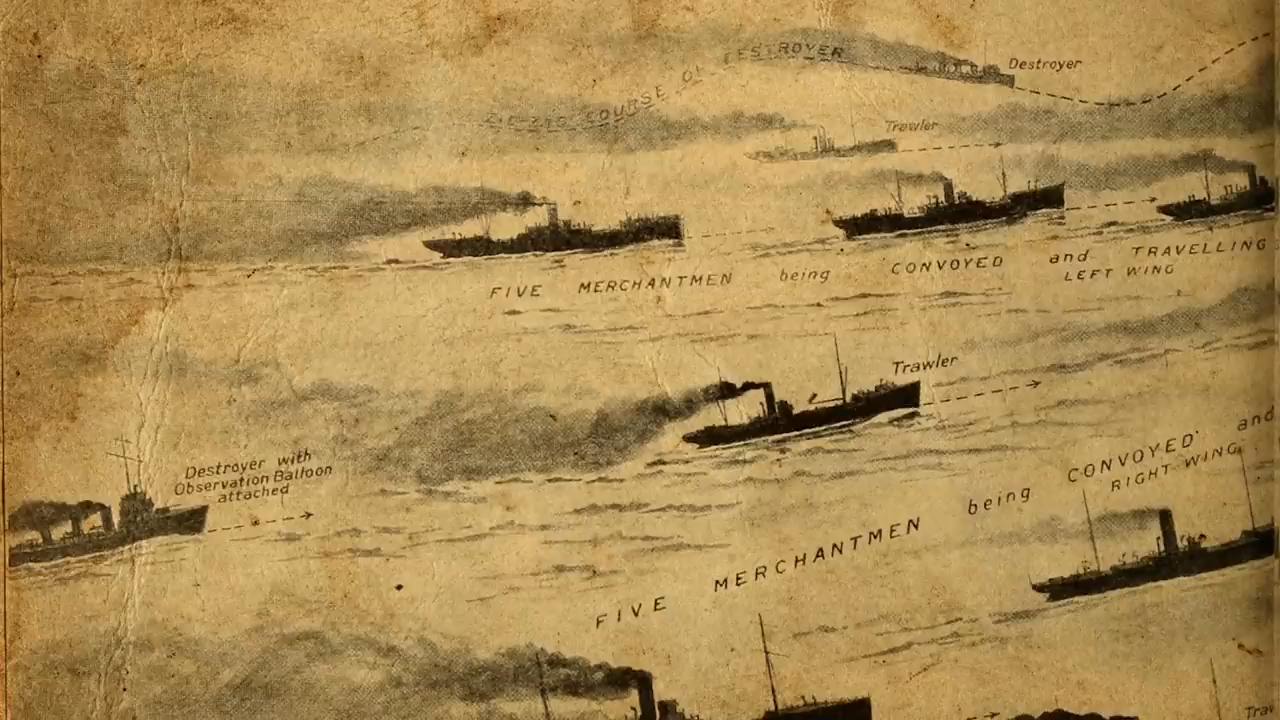 ZIG-ZAG COURSE OF DESTROYER
Destroyer
Trawler
FIVE MERCHANTMEN being CONVOYED and TRAVELLING
LEFT WING
Trawler
Destroyer with
Observation Balloon
attached
FIVE MERCHANTMEN being CONVOYED and
RIGHT WING
Traw